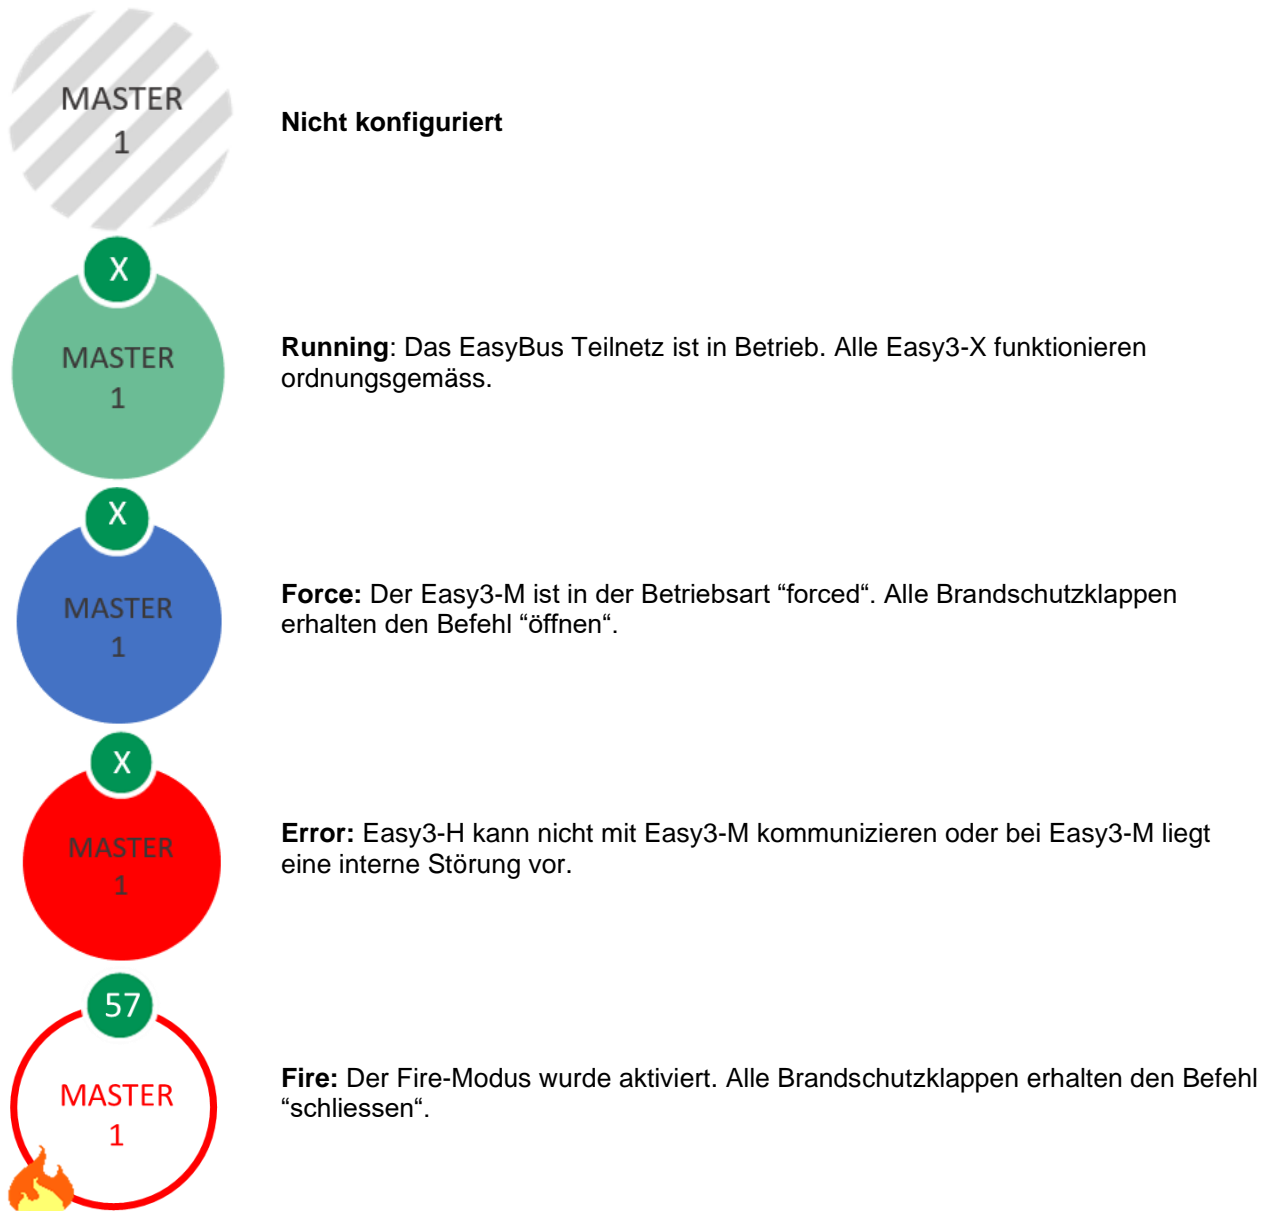 MASTER
1
Nicht konfiguriert
X
MASTER
1
Running: Das EasyBus Teilnetz ist in Betrieb. Alle Easy3-X funktionieren
ordnungsgemäss.
X
MASTER
1
Force: Der Easy3-M ist in der Betriebsart “forced“. Alle Brandschutzklappen
erhalten den Befehl “öffnen“.
X
MASTER
1
Error: Easy3-H kann nicht mit Easy3-M kommunizieren oder bei Easy3-M liegt
eine interne Störung vor.
57
MASTER
1
Fire: Der Fire-Modus wurde aktiviert. Alle Brandschutzklappen erhalten den Befehl
“schliessen“.